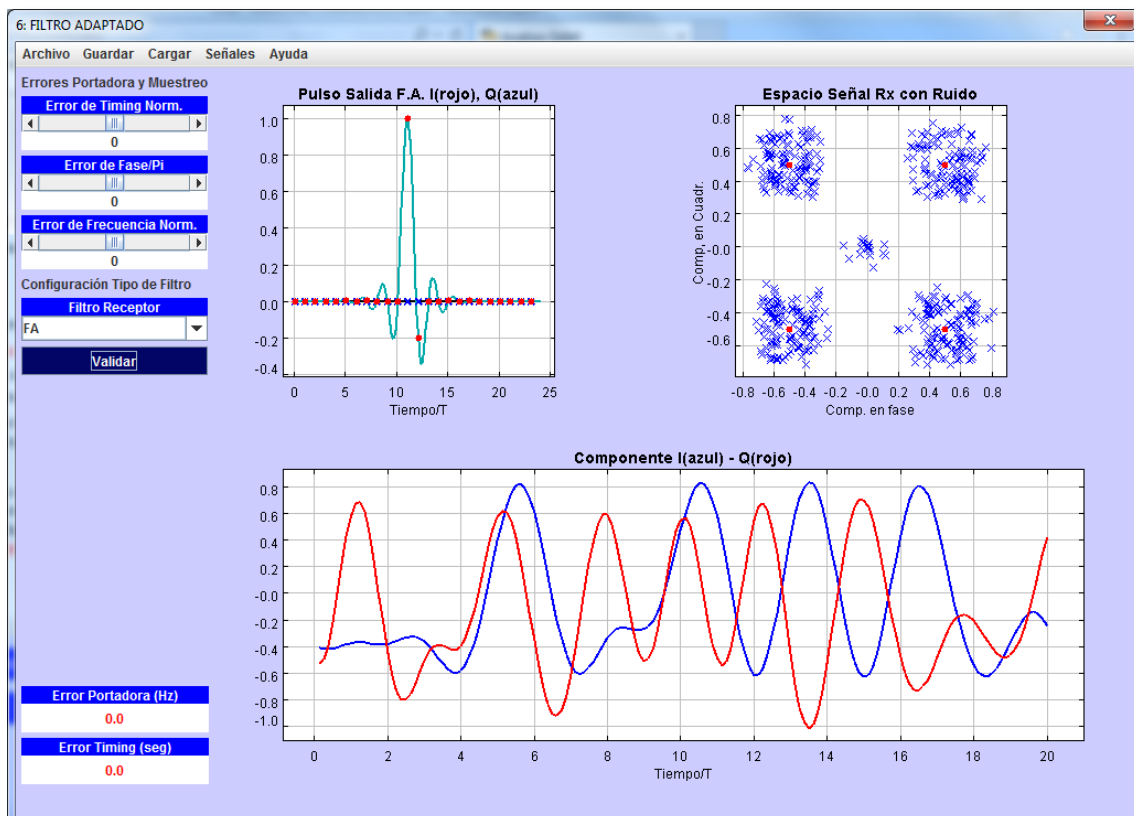 6: FILTRO ADAPTADO
Archivo Guardar Cargar Señales Ayuda
Errores Portadora y Muestreo
Error de Timing Norm.
0
Error de Fase/Pi
0
Error de Frecuencia Norm.
0
Configuración Tipo de Filtro
Filtro Receptor
FA
Validar
Error Portadora (Hz)
0.0
Error Timing (seg)
0.0
Pulso Salida F.A. I(rojo), Q(azul)
1.0
0.8
0.6
0.4
0.2
0.0
-0.2
-0.4
0 5 10 15 20 25
Tiempo/T
Espacio Señal Rx con Ruido
Comp. en Cuadr.
0.8
0.6
0.4
0.2
-0.0
-0.2
-0.4
-0.6
-0.8 -0.6 -0.4 -0.2 -0.0 0.2 0.4 0.6 0.8
Comp. en fase
Componente I(azul) - Q(rojo)
0.8
0.6
0.4
0.2
-0.0
-0.2
-0.4
-0.6
-0.8
-1.0
0 2 4 6 8 10 12 14 16 18 20
Tiempo/T